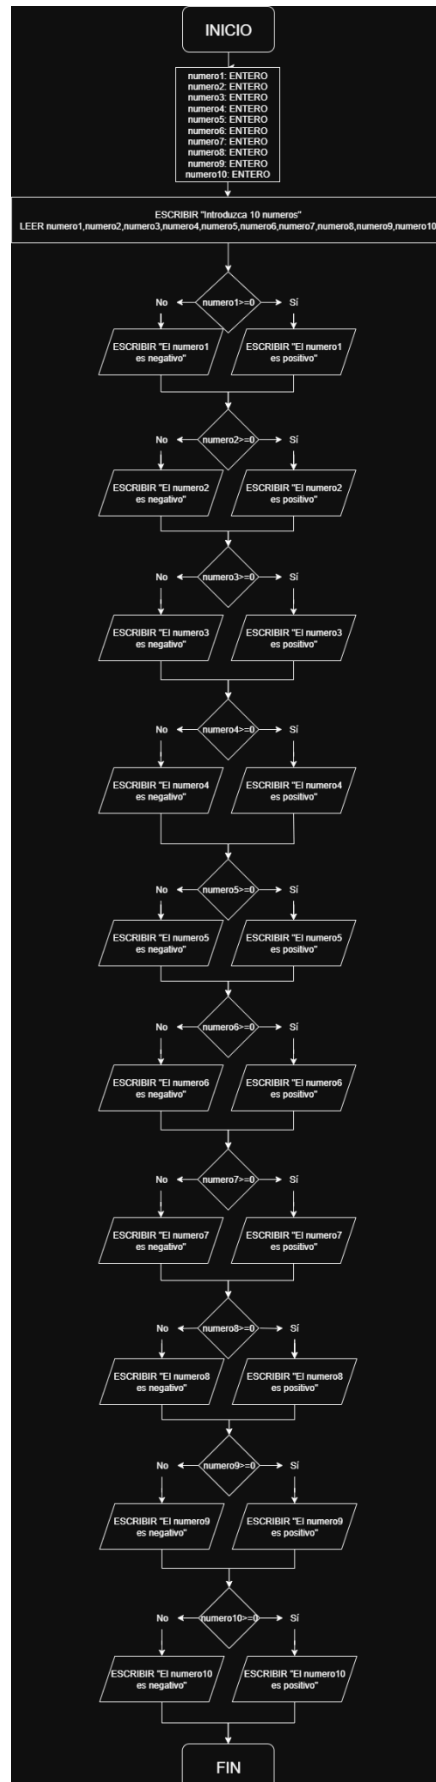 INICIO
numero1: ENTERO
numero2: ENTERO
numero3: ENTERO
numero4: ENTERO
numero5: ENTERO
numero6: ENTERO
numero7: ENTERO
numero8: ENTERO
numero9: ENTERO
numero10: ENTERO
ESCRIBIR "Introduzca 10 numeros"
LEER numero1,numero2,numero3,numero4,numero5,numero6,numero7,numero8,numero9,numero10
No numero1>=0 Sí
ESCRIBIR "El numero1
es negativo"
ESCRIBIR "El numero1
es positivo"
No numero2>=0 Sí
ESCRIBIR "El numero2
es negativo"
ESCRIBIR "El numero2
es positivo"
No numero3>=0 Sí
ESCRIBIR "El numero3
es negativo"
ESCRIBIR "El numero3
es positivo"
No numero4>=0 Sí
ESCRIBIR "El numero4
es negativo"
ESCRIBIR "El numero4
es positivo"
No numero5>=0 Sí
ESCRIBIR "El numero5
es negativo"
ESCRIBIR "El numero5
es positivo"
No numero6>=0 Sí
ESCRIBIR "El numero6
es negativo"
ESCRIBIR "El numero6
es positivo"
No numero7>=0 Sí
ESCRIBIR "El numero7
es negativo"
ESCRIBIR "El numero7
es positivo"
No numero8>=0 Sí
ESCRIBIR "El numero8
es negativo"
ESCRIBIR "El numero8
es positivo"
No numero9>=0 Sí
ESCRIBIR "El numero9
es negativo"
ESCRIBIR "El numero9
es positivo"
No numero10>=0 Sí
ESCRIBIR "El numero10
es negativo"
ESCRIBIR "El numero10
es positivo"
FIN